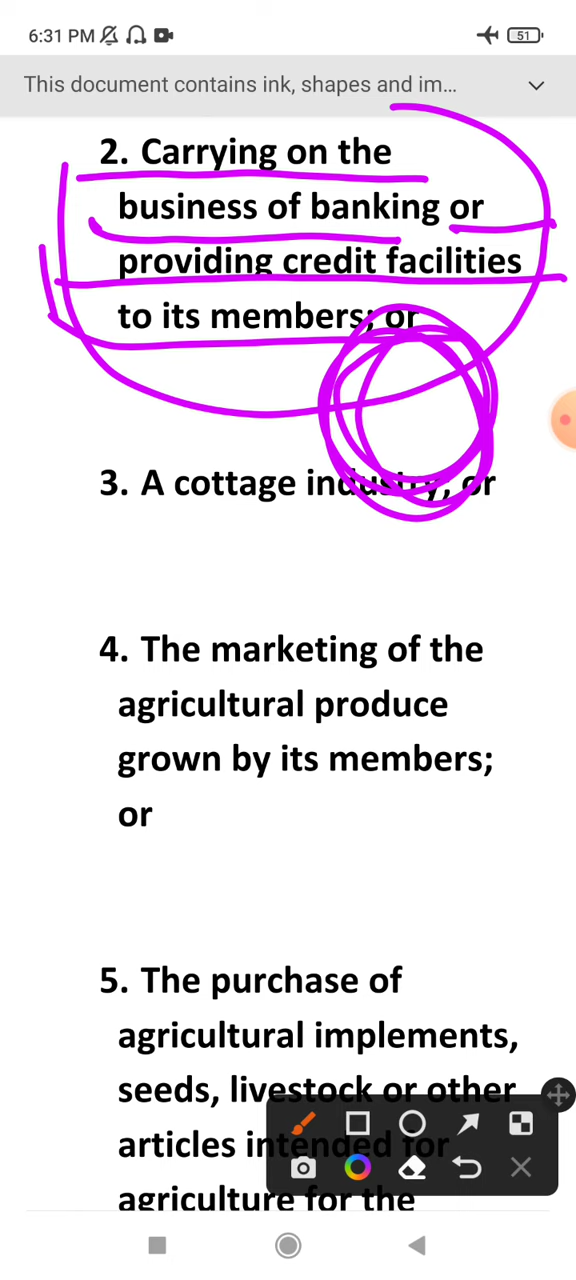 6:31 PM
51
This document contains ink, shapes and im...
2. Carrying on the
business of banking or
providing credit facilities
to its members; or
3. A cottage industry, or
4. The marketing of the
agricultural produce
grown by its members;
or
5. The purchase of
agricultural implements,
seeds, livestock or other
articles intended for
agriculture for the